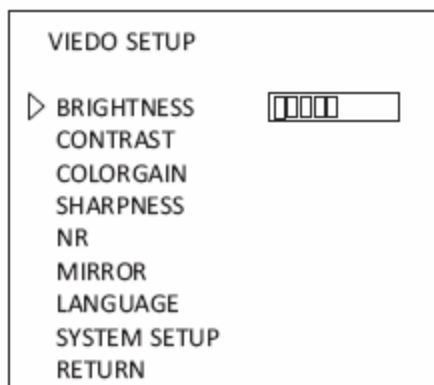 VIEDO SETUP
BRIGHTNESS
CONTRAST
COLORGAIN
SHARPNESS
NR
MIRROR
LANGUAGE
SYSTEM SETUP
RETURN